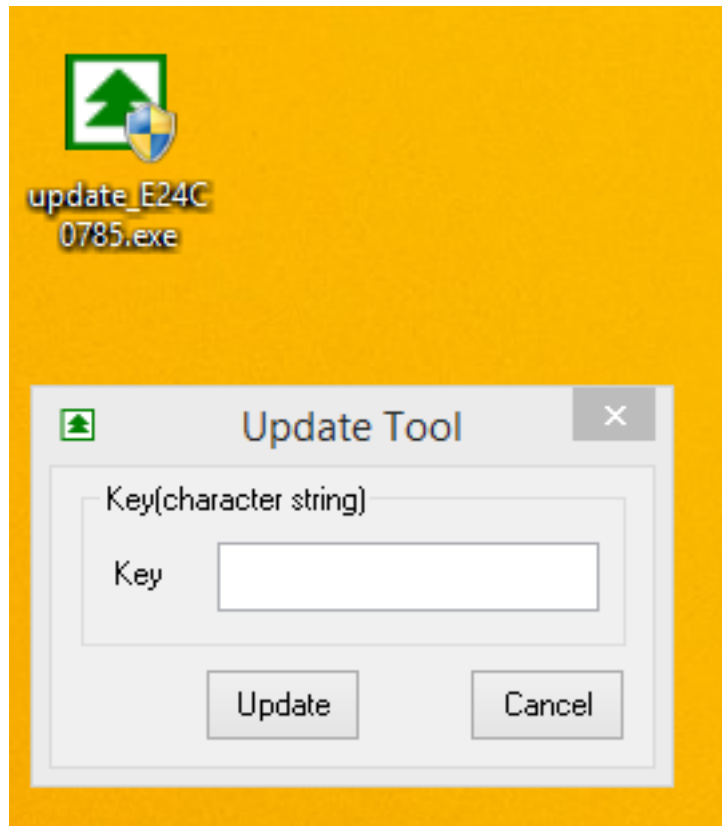 update_E24C
0785.exe
Update Tool
×
Key(character string)
Key
Update
Cancel